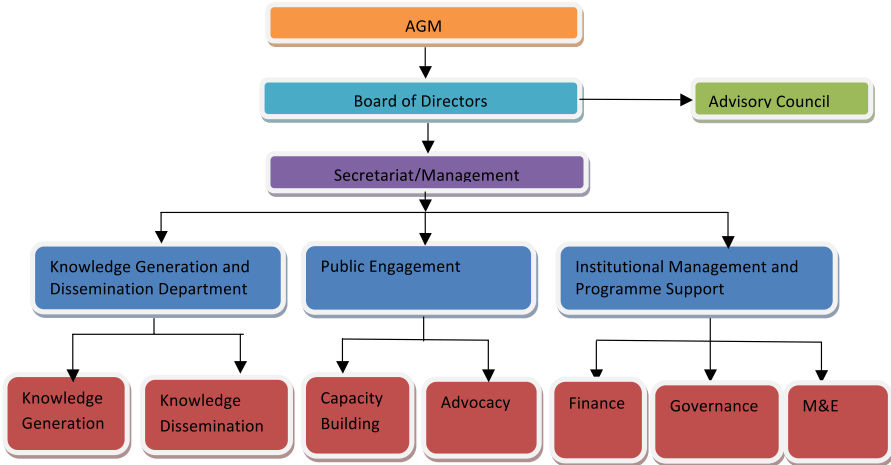 AGM
Board of Directors
Advisory Council
Secretariat/Management
Knowledge Generation and
Dissemination Department
Public Engagement
Institutional Management and
Programme Support
Knowledge
Generation
Knowledge
Dissemination
Capacity
Building
Advocacy
Finance
Governance
M&E